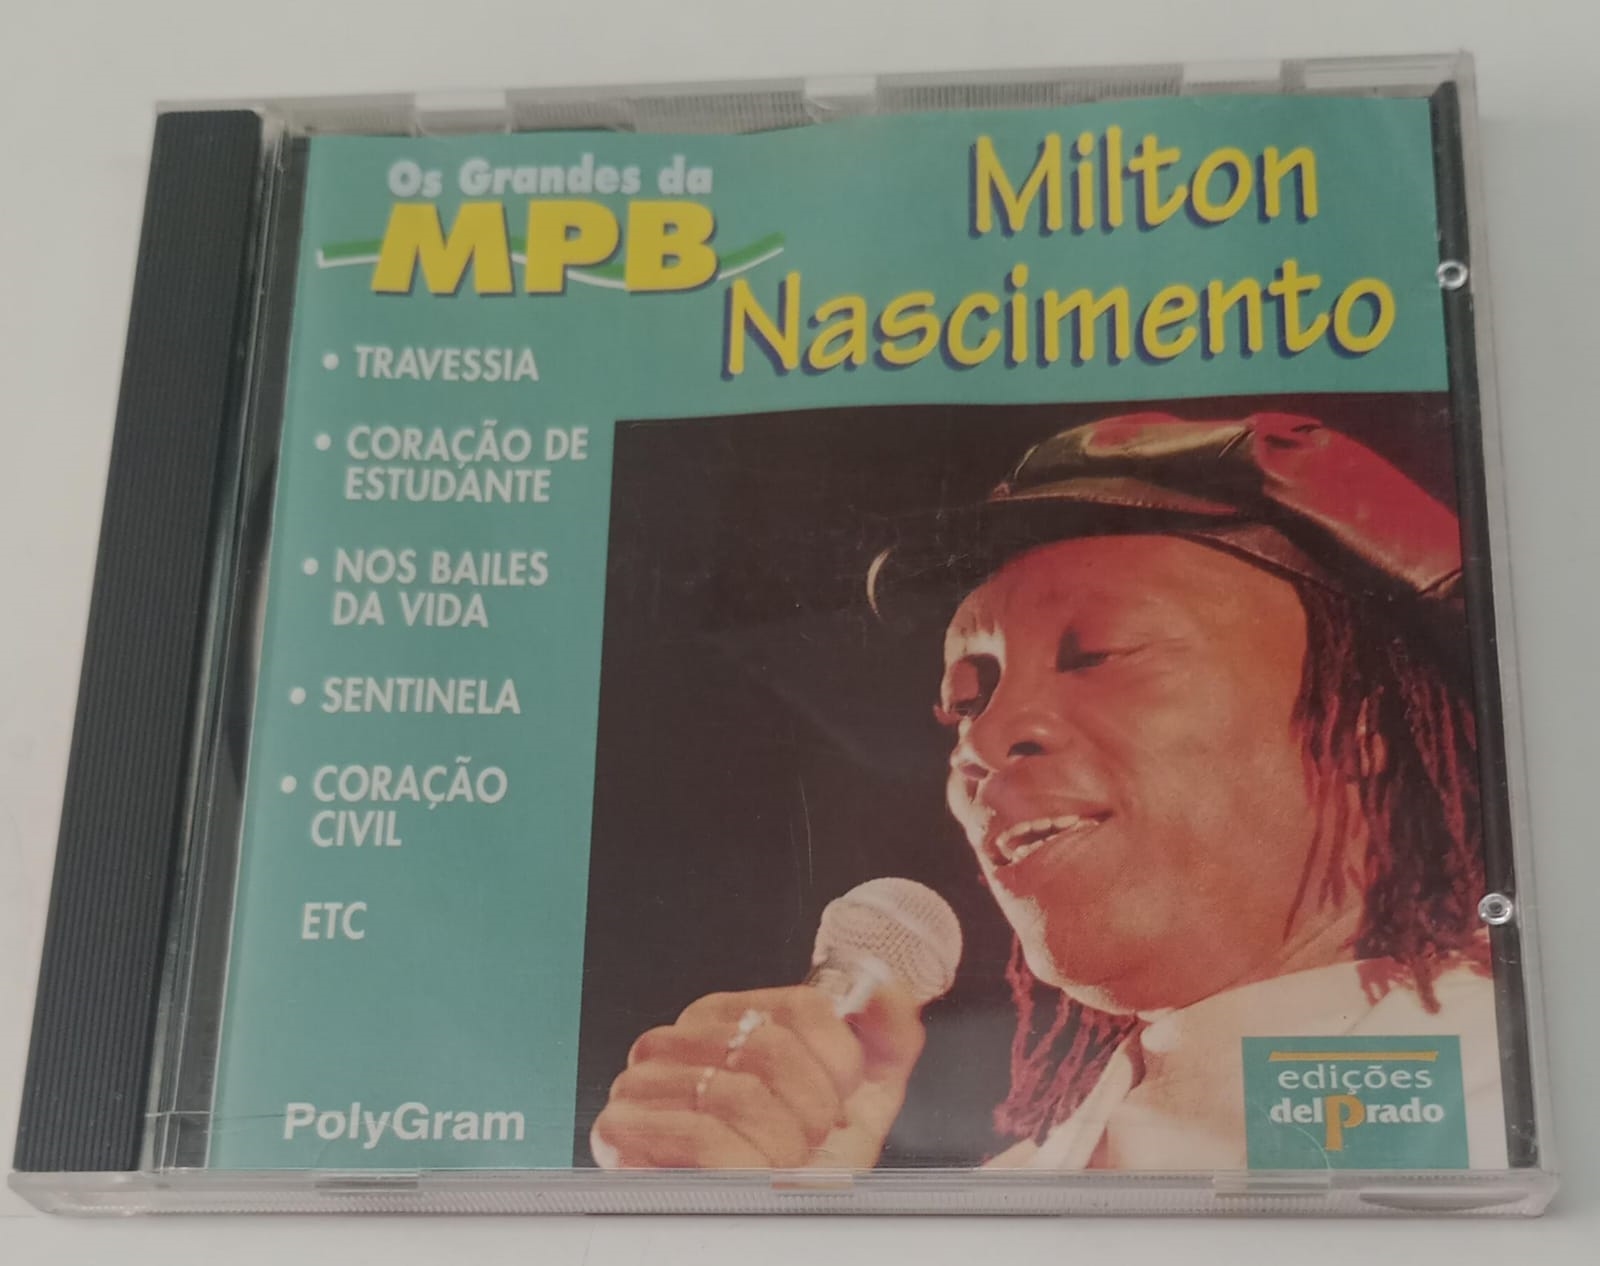 Os Grandes da
MPB
Milton
Nascimento
• TRAVESSIA
• CORAÇÃO DE
ESTUDANTE
• NOS BAILES
DA VIDA
• SENTINELA
• CORAÇÃO
CIVIL
ETC
PolyGram
edições
delPrado